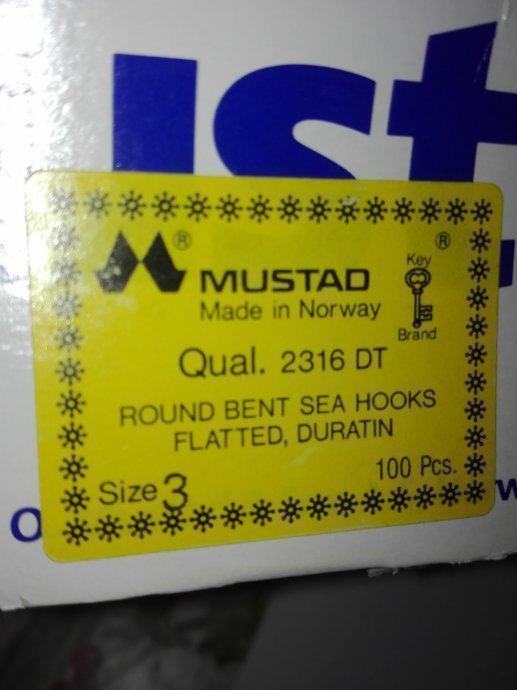 ust
® ®
MUSTAD Key
Made in Norway Brand
Qual. 2316 DT
ROUND BENT SEA HOOKS
FLATTED, DURATIN
100 Pcs.
Size 3